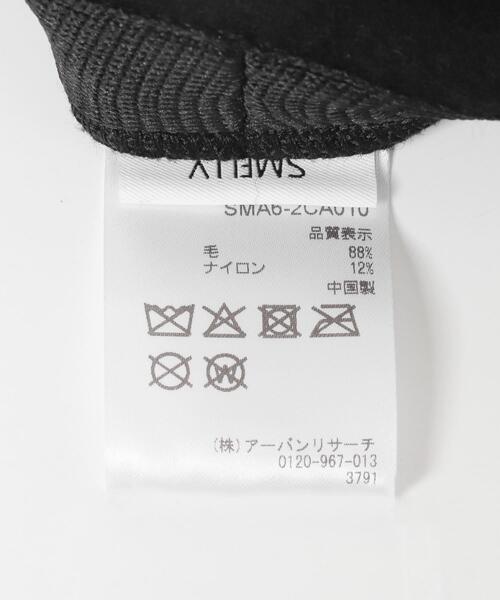 SMELLY
SMA6-2CA010
品質表示
毛 88%
ナイロン 12%
中国製
W
(株)アーバンリサーチ
0120-967-013
3791